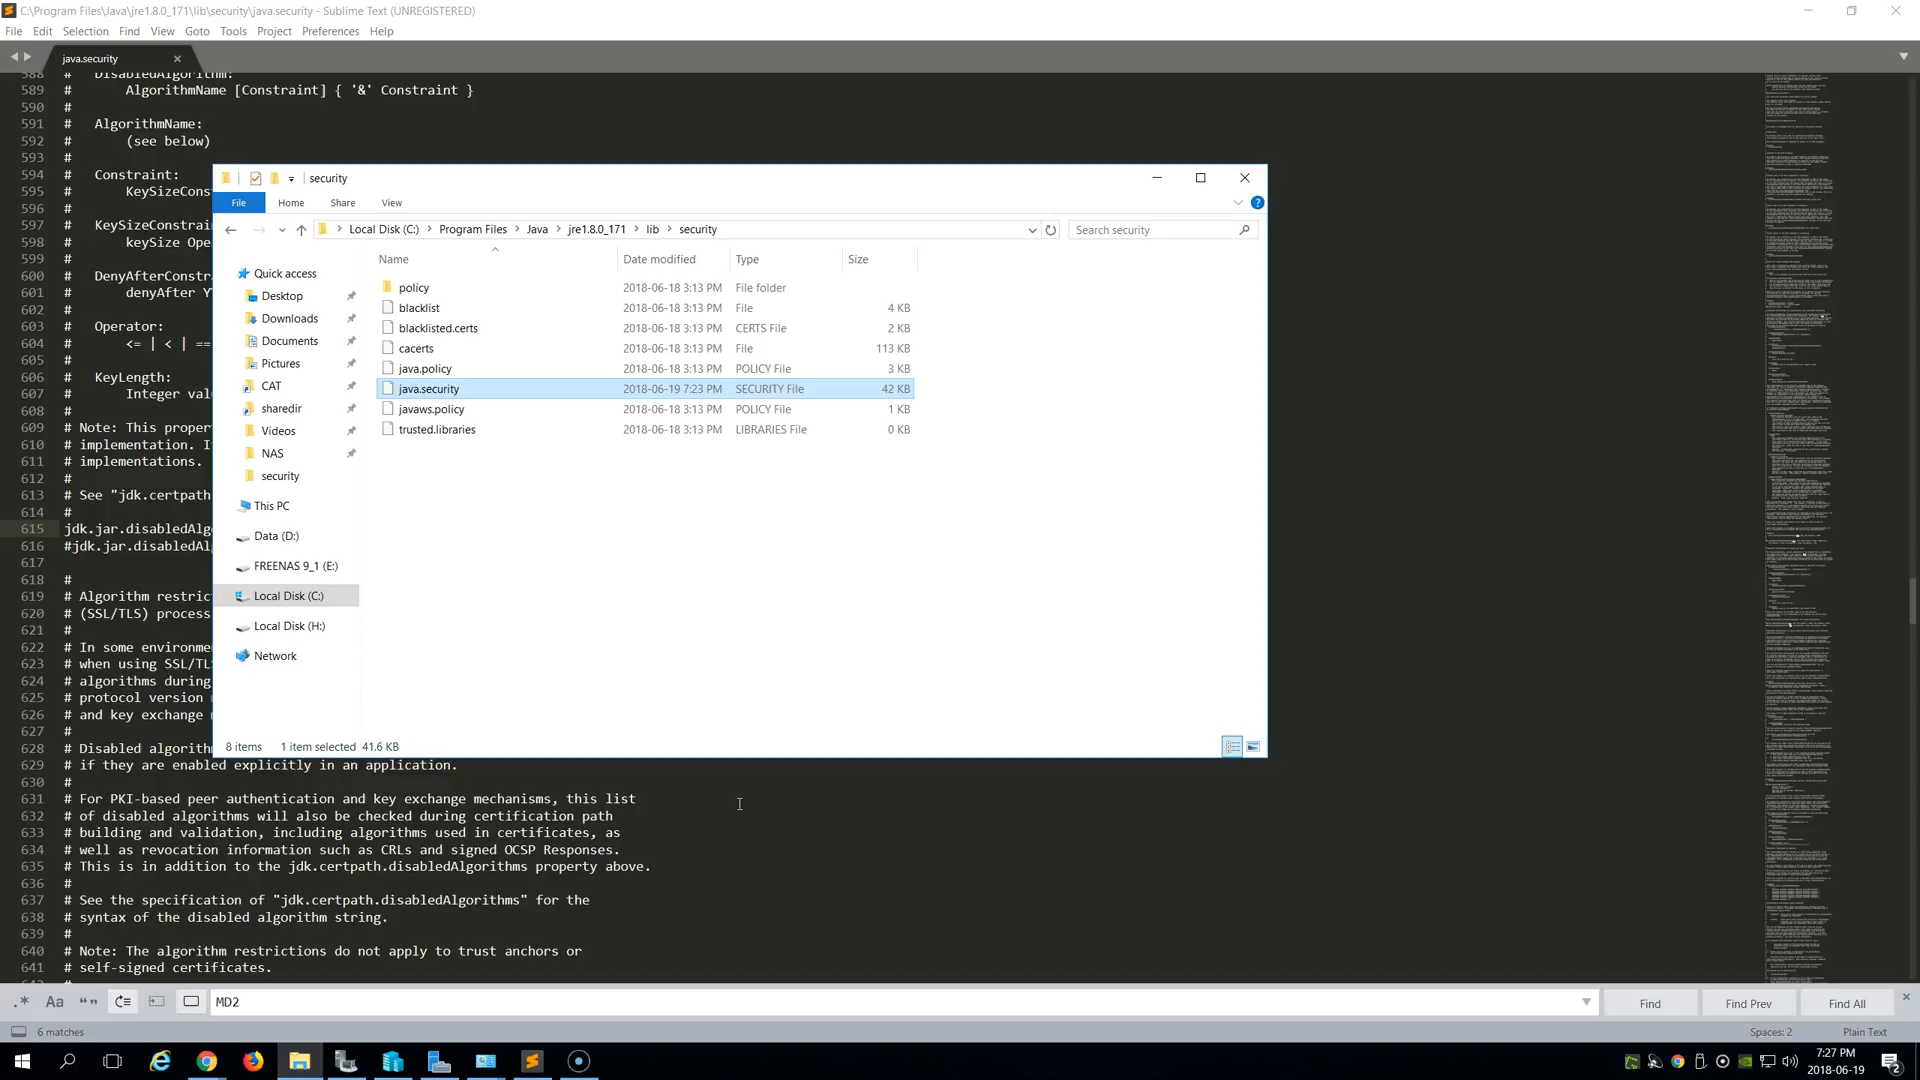 C:\Program Files\Java\jre1.8.0_171\lib\security\java.security - Sublime Text (UNREGISTERED)
File Edit Selection Find View Goto Tools Project Preferences Help
java.security
588 # DisabledAlgorithm:
589 # AlgorithmName [Constraint] { '&' Constraint }
590 #
591 # AlgorithmName:
592 # (see below)
593 #
594 # Constraint:
595 # KeySizeConst
596 #
597 # KeySizeConstrain
598 # keySize Ope
599 #
600 # DenyAfterConstra
601 # denyAfter Y
602 #
603 # Operator:
604 # <= | < | ==
605 #
606 # KeyLength:
607 # Integer valu
608 #
609 # Note: This propert
610 # implementation. I
611 # implementations.
612 #
613 # See "jdk.certpath
614 #
615 jdk.jar.disabledAlgo
616 #jdk.jar.disabledAl
617
618 #
619 # Algorithm restrict
620 # (SSL/TLS) processi
621 #
622 # In some environme
623 # when using SSL/TLS
624 # algorithms during
625 # protocol version
626 # and key exchange
627 #
628 # Disabled algorithm
629 # if they are enabled explicitly in an application.
630 #
631 # For PKI-based peer authentication and key exchange mechanisms, this list
632 # of disabled algorithms will also be checked during certification path
633 # building and validation, including algorithms used in certificates, as
634 # well as revocation information such as CRLs and signed OCSP Responses.
635 # This is in addition to the jdk.certpath.disabledAlgorithms property above.
636 #
637 # See the specification of "jdk.certpath.disabledAlgorithms" for the
638 # syntax of the disabled algorithm string.
639 #
640 # Note: The algorithm restrictions do not apply to trust anchors or
641 # self-signed certificates.
security
File Home Share View
Local Disk (C:) > Program Files > Java > jre1.8.0_171 > lib > security
Search security
Name Date modified Type Size
policy 2018-06-18 3:13 PM File folder
blacklist 2018-06-18 3:13 PM File 4 KB
blacklisted.certs 2018-06-18 3:13 PM CERTS File 2 KB
cacerts 2018-06-18 3:13 PM File 113 KB
java.policy 2018-06-18 3:13 PM POLICY File 3 KB
java.security 2018-06-19 7:23 PM SECURITY File 42 KB
javaws.policy 2018-06-18 3:13 PM POLICY File 1 KB
trusted.libraries 2018-06-18 3:13 PM LIBRARIES File 0 KB
Quick access
Desktop
Downloads
Documents
Pictures
CAT
sharedir
Videos
NAS
security
This PC
Data (D:)
FREENAS 9_1 (E:)
Local Disk (C:)
Local Disk (H:)
Network
8 items 1 item selected 41.6 KB
.* Aa “” MD2 Find Find Prev Find All
6 matches Spaces: 2 Plain Text
7:27 PM
2018-06-19
2